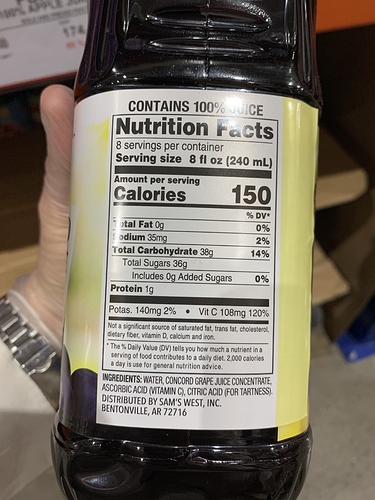 100% APPLE JUI
174
CONTAINS 100% JUICE
Nutrition Facts
8 servings per container
Serving size 8 fl oz (240 mL)
Amount per serving
Calories 150
% DV*
Total Fat 0g 0%
Sodium 35mg 2%
Total Carbohydrate 38g 14%
Total Sugars 36g
Includes 0g Added Sugars 0%
Protein 1g
Potas. 140mg 2% • Vit C 108mg 120%
Not a significant source of saturated fat, trans fat, cholesterol,
dietary fiber, vitamin D, calcium and iron.
* The % Daily Value (DV) tells you how much a nutrient in a
serving of food contributes to a daily diet. 2,000 calories
a day is used for general nutrition advice.
INGREDIENTS: WATER, CONCORD GRAPE JUICE CONCENTRATE,
ASCORBIC ACID (VITAMIN C), CITRIC ACID (FOR TARTNESS).
DISTRIBUTED BY SAM'S WEST, INC.
BENTONVILLE, AR 72716